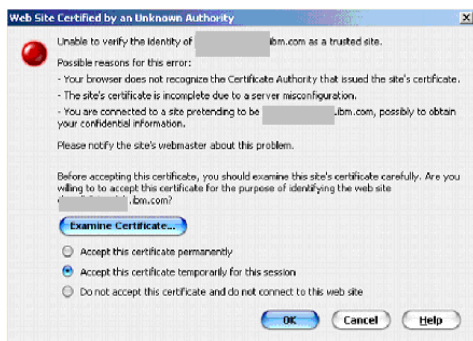 Web Site Certified by an Unknown Authority
Unable to verify the identity of ibm.com as a trusted site.
Possible reasons for this error:
- Your browser does not recognize the Certificate Authority that issued the site's certificate.
- The site's certificate is incomplete due to a server misconfiguration.
- You are connected to a site pretending to be .ibm.com, possibly to obtain
your confidential information.
Please notify the site's webmaster about this problem.
Before accepting this certificate, you should examine this site's certificate carefully. Are you
willing to to accept this certificate for the purpose of identifying the web site
.ibm.com?
Examine Certificate...
Accept this certificate permanently
Accept this certificate temporarily for this session
Do not accept this certificate and do not connect to this web site
OK Cancel Help